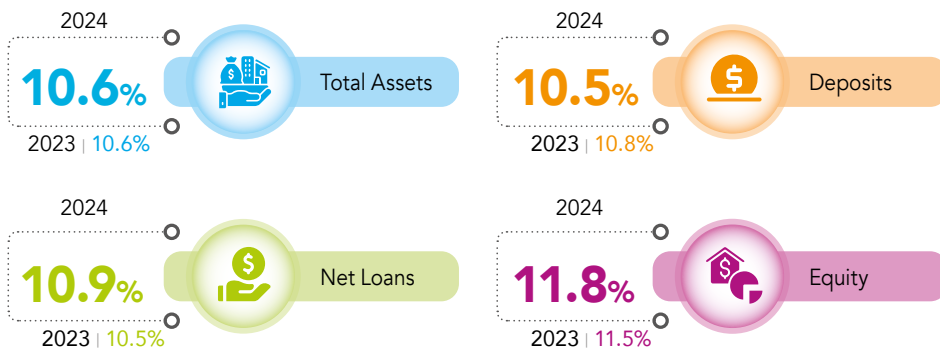 2024
10.6%
Total Assets
2023 | 10.6%
2024
10.5%
Deposits
2023 | 10.8%
2024
10.9%
Net Loans
2023 | 10.5%
2024
11.8%
Equity
2023 | 11.5%